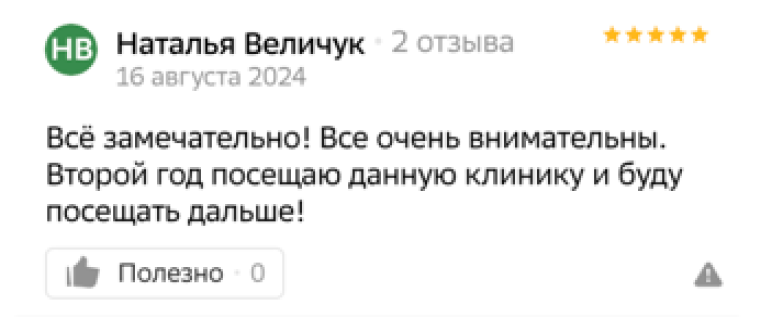 НВ Наталья Величук · 2 отзыва
16 августа 2024
Всё замечательно! Все очень внимательны.
Второй год посещаю данную клинику и буду
посещать дальше!
Полезно · 0